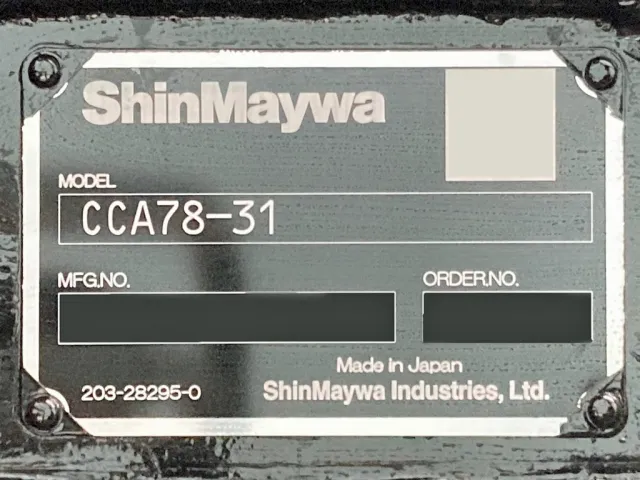 ShinMaywa
MODEL
CCA78-31
MFG.NO.
ORDER.NO.
Made in Japan
203-28295-0
ShinMaywa Industries, Ltd.